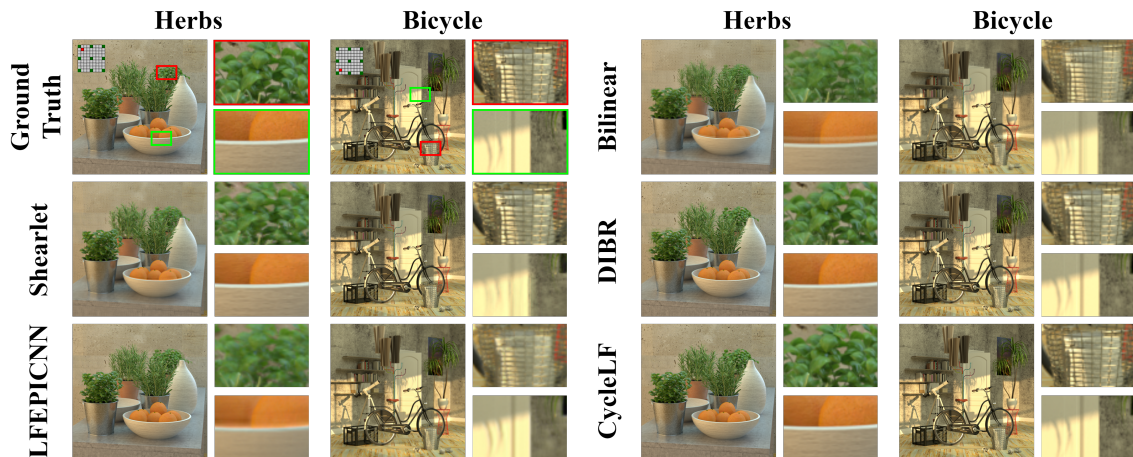 Herbs
Bicycle
Herbs
Bicycle
Ground
Truth
Bilinear
Shearlet
DIBR
LFEPICNN
CycleLF